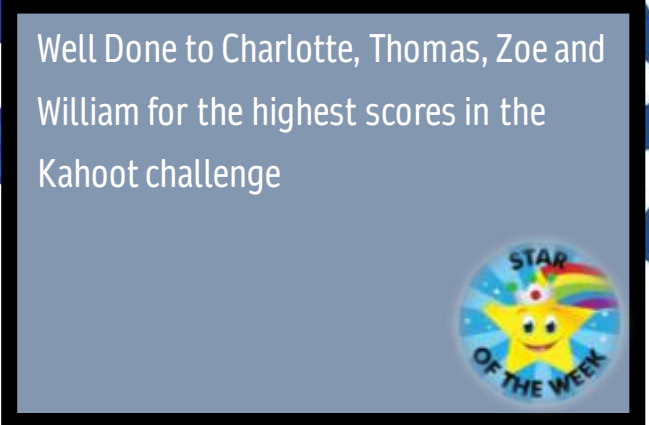 Well Done to Charlotte, Thomas, Zoe and
William for the highest scores in the
Kahoot challenge
STAR
OF THE WEEK